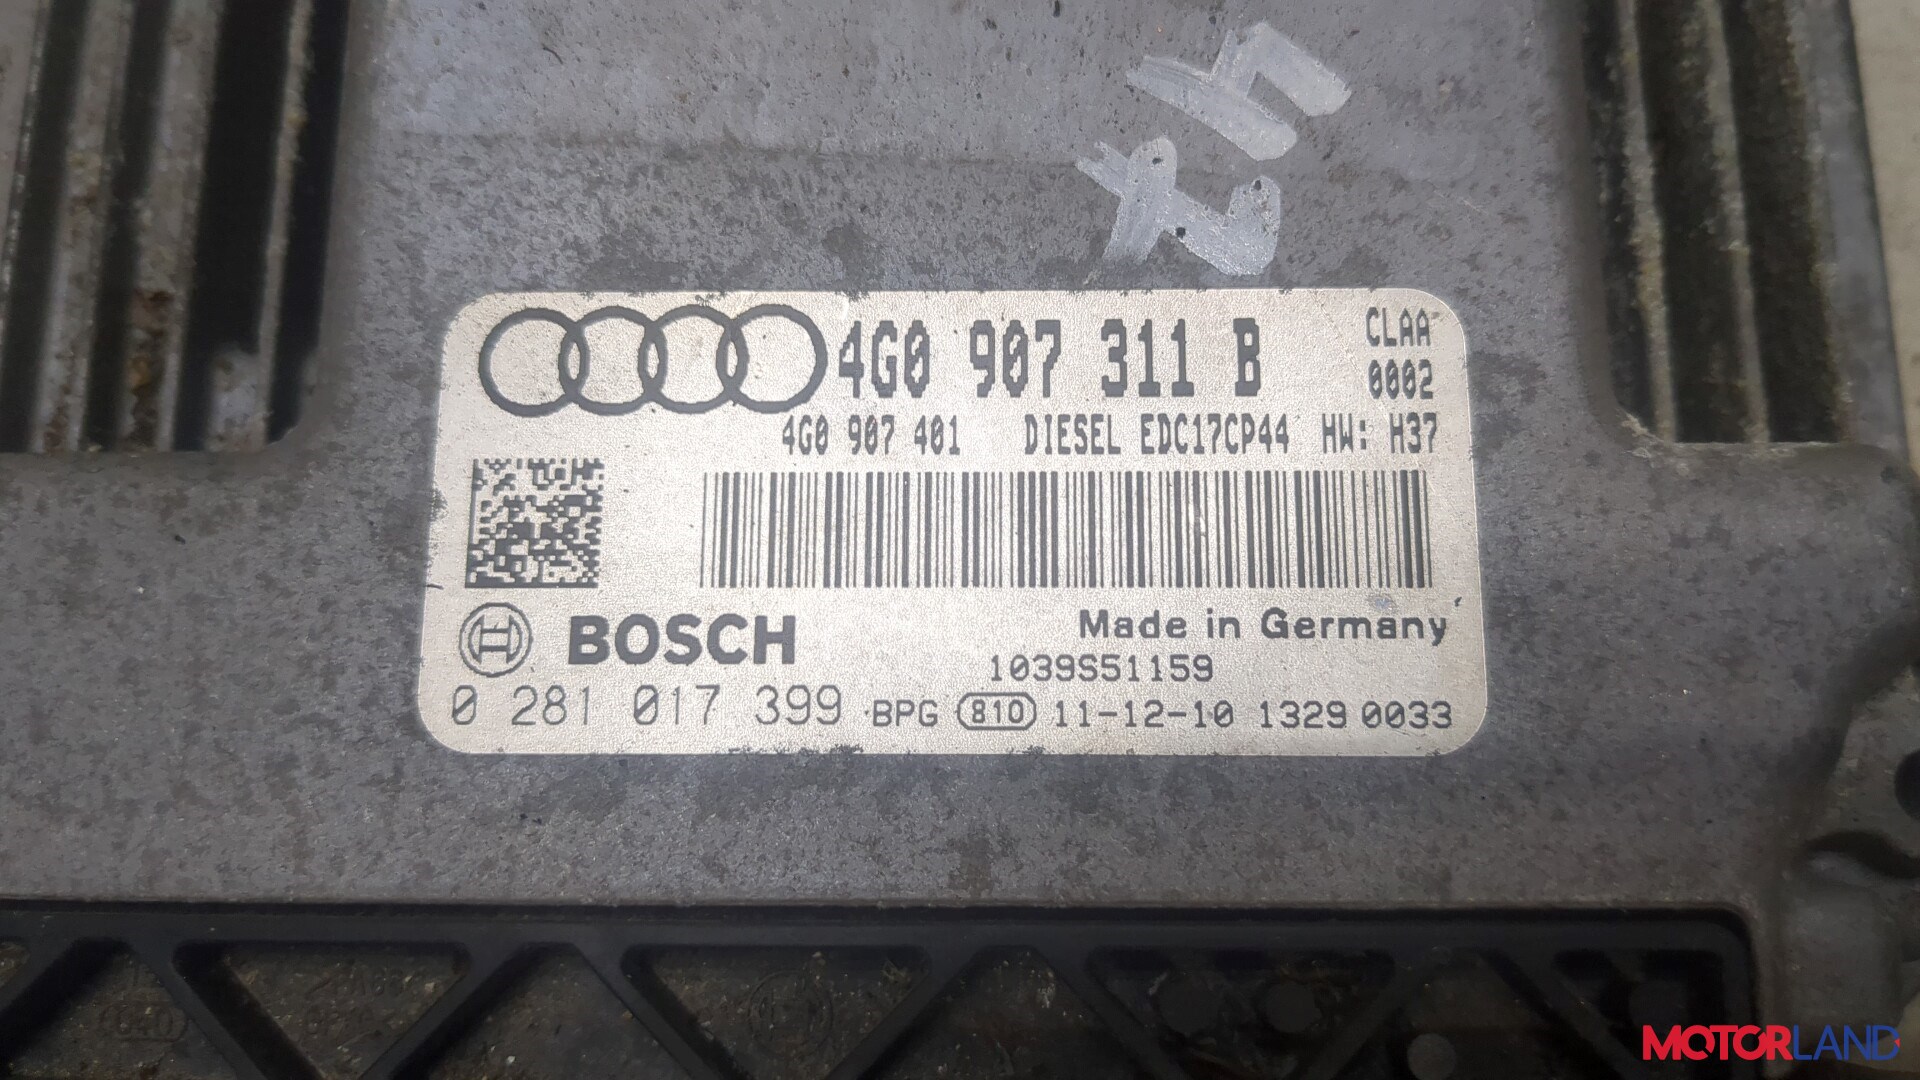 4G0 907 311 B
CLAA
0002
4G0 907 401 DIESEL EDC17CP44 HW: H37
BOSCH
Made in Germany
1039S51159
0 281 017 399 BPG 810 11-12-10 1329 0033
MOTORLAND